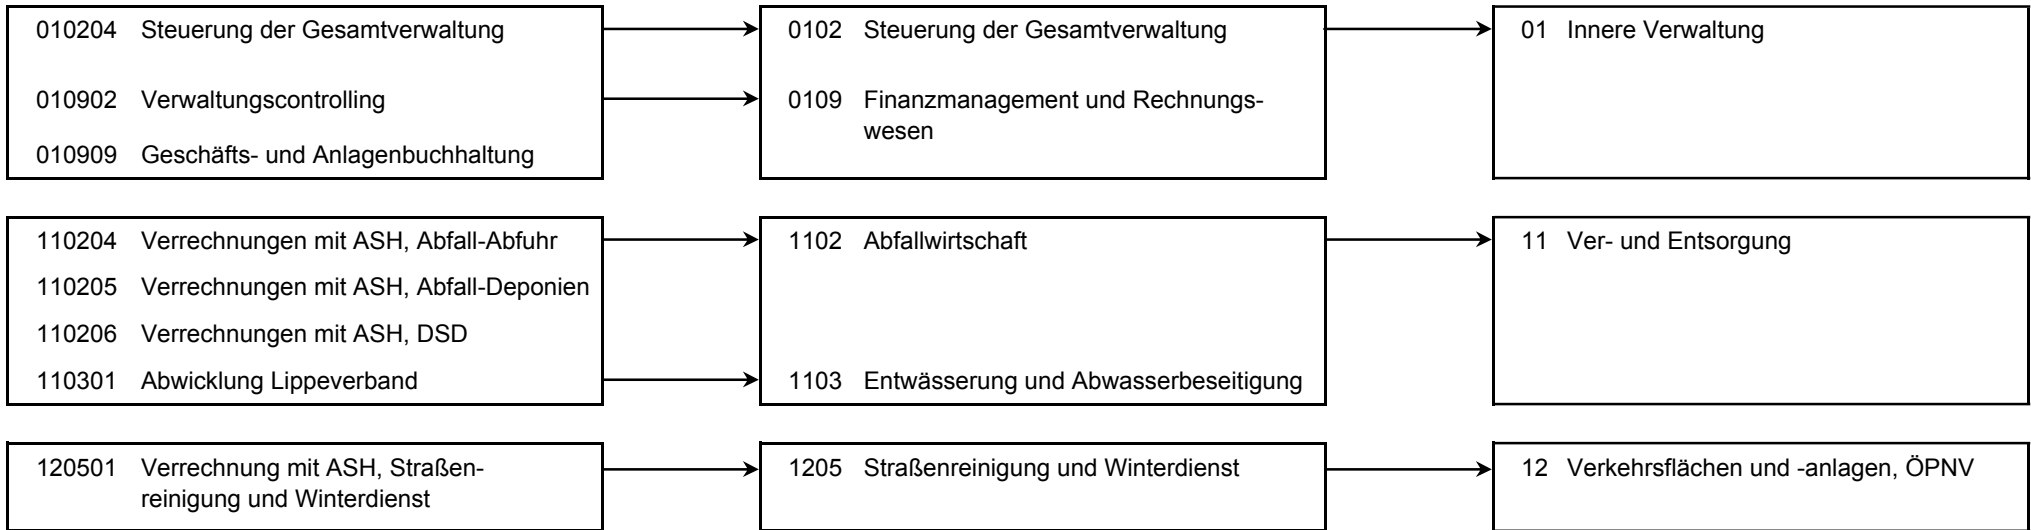 010204 Steuerung der Gesamtverwaltung
0102 Steuerung der Gesamtverwaltung
01 Innere Verwaltung
010902 Verwaltungscontrolling
0109 Finanzmanagement und Rechnungs-
wesen
010909 Geschäfts- und Anlagenbuchhaltung
110204 Verrechnungen mit ASH, Abfall-Abfuhr
1102 Abfallwirtschaft
11 Ver- und Entsorgung
110205 Verrechnungen mit ASH, Abfall-Deponien
110206 Verrechnungen mit ASH, DSD
110301 Abwicklung Lippeverband
1103 Entwässerung und Abwasserbeseitigung
120501 Verrechnung mit ASH, Straßen-
reinigung und Winterdienst
1205 Straßenreinigung und Winterdienst
12 Verkehrsflächen und -anlagen, ÖPNV